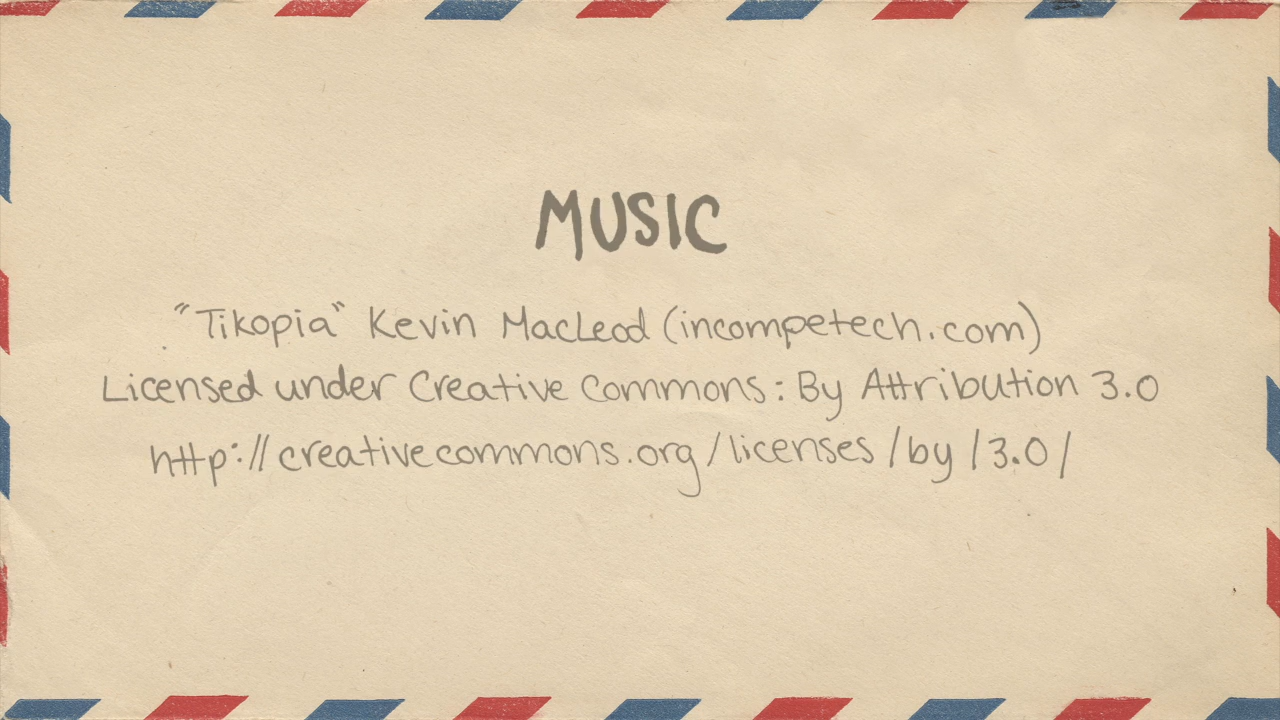 MUSIC
"Tikopia" Kevin MacLeod (incompetech.com)
Licensed under Creative Commons: By Attribution 3.0
http://creativecommons.org/licenses/by/3.0/